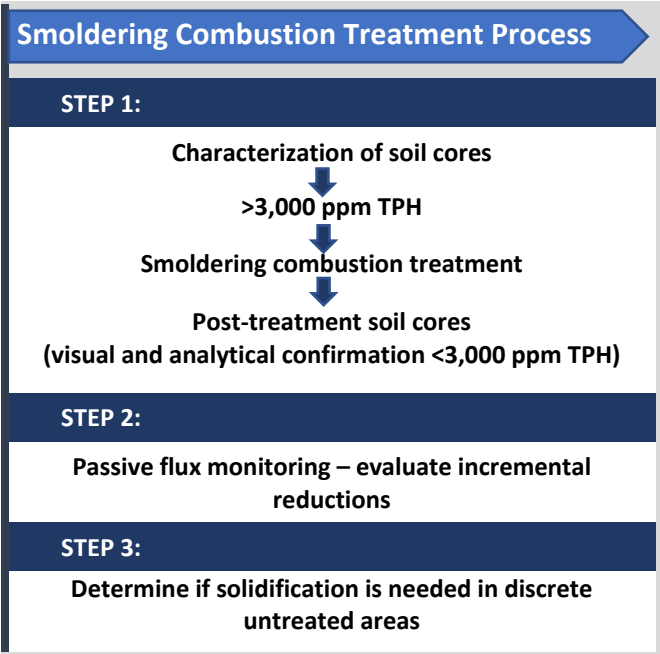 Smoldering Combustion Treatment Process
STEP 1:
Characterization of soil cores
>3,000 ppm TPH
Smoldering combustion treatment
Post-treatment soil cores
(visual and analytical confirmation <3,000 ppm TPH)
STEP 2:
Passive flux monitoring – evaluate incremental
reductions
STEP 3:
Determine if solidification is needed in discrete
untreated areas